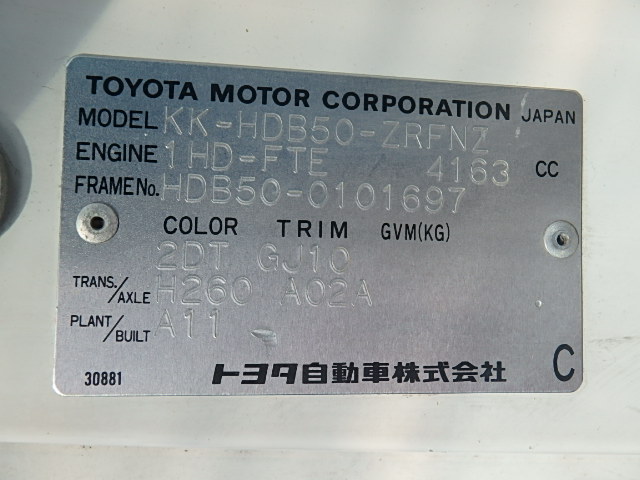 TOYOTA MOTOR CORPORATION JAPAN
MODEL KK-HDB50-ZRFNZ
ENGINE 1HD-FTE 4163 CC
FRAME No. HDB50-0101697
COLOR TRIM GVM(KG)
2DT GJ10
TRANS./AXLE H260 A02A
PLANT/BUILT A11
30881 トヨタ自動車株式会社 C